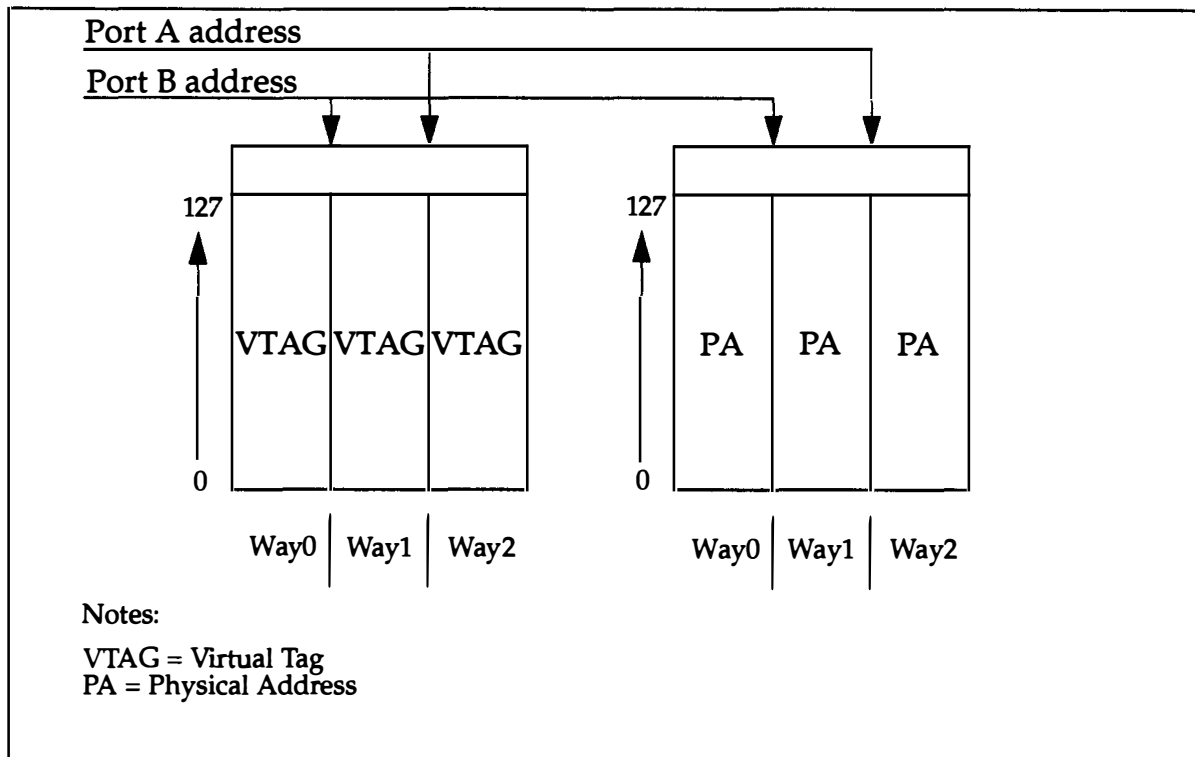 Port A address
Port B address
127
127
VTAG VTAG VTAG
PA PA PA
0
0
Way0 Way1 Way2
Way0 Way1 Way2
Notes:
VTAG = Virtual Tag
PA = Physical Address